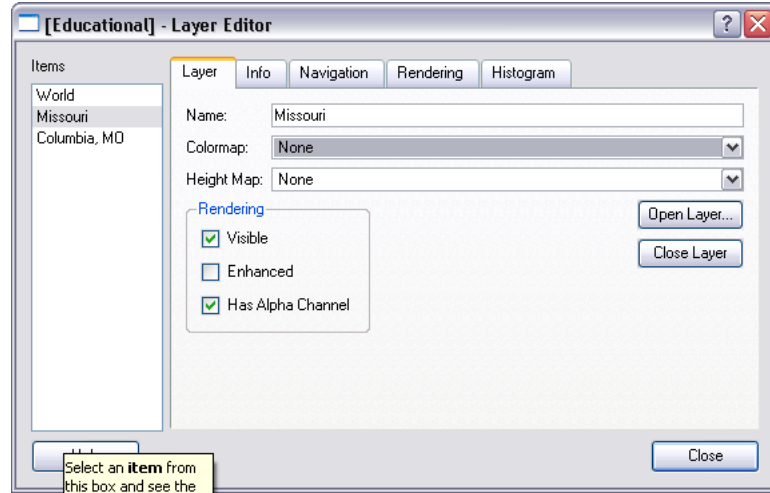 [Educational] - Layer Editor
Items
World
Missouri
Columbia, MO
Layer Info Navigation Rendering Histogram
Name: Missouri
Colormap: None
Height Map: None
Rendering
Visible
Enhanced
Has Alpha Channel
Open Layer...
Close Layer
Close
Select an item from
this box and see the